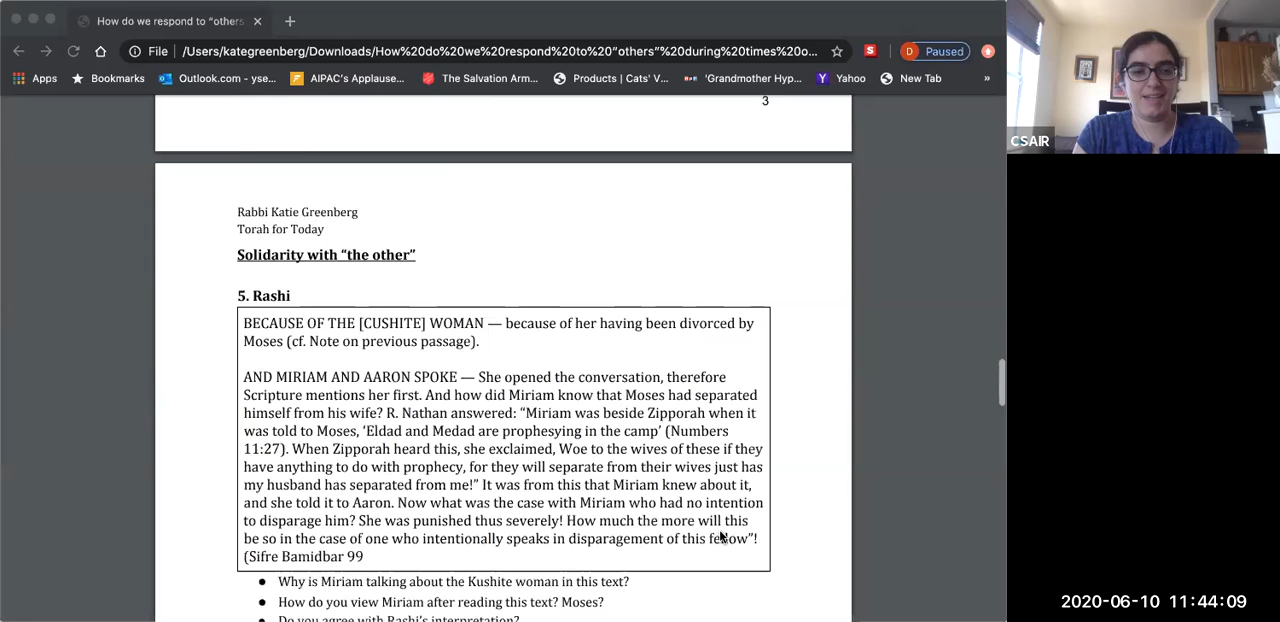 How do we respond to “others
File
/Users/kategreenberg/Downloads/How%20do%20we%20respond%20to%20“others”%20during%20times%20o...
S
D Paused
Apps
Bookmarks
Outlook.com - yse...
AIPAC's Applause...
The Salvation Arm...
Products | Cats' V...
'Grandmother Hyp...
Yahoo
New Tab
»
3
CSAIR
Rabbi Katie Greenberg
Torah for Today
Solidarity with “the other”
5. Rashi
BECAUSE OF THE [CUSHITE] WOMAN — because of her having been divorced by
Moses (cf. Note on previous passage).
AND MIRIAM AND AARON SPOKE — She opened the conversation, therefore
Scripture mentions her first. And how did Miriam know that Moses had separated
himself from his wife? R. Nathan answered: “Miriam was beside Zipporah when it
was told to Moses, ‘Eldad and Medad are prophesying in the camp’ (Numbers
11:27). When Zipporah heard this, she exclaimed, Woe to the wives of these if they
have anything to do with prophecy, for they will separate from their wives just has
my husband has separated from me!” It was from this that Miriam knew about it,
and she told it to Aaron. Now what was the case with Miriam who had no intention
to disparage him? She was punished thus severely! How much the more will this
be so in the case of one who intentionally speaks in disparagement of this fellow”!
(Sifre Bamidbar 99
● Why is Miriam talking about the Kushite woman in this text?
● How do you view Miriam after reading this text? Moses?
● Do you agree with Rashi's interpretation?
2020-06-10 11:44:09